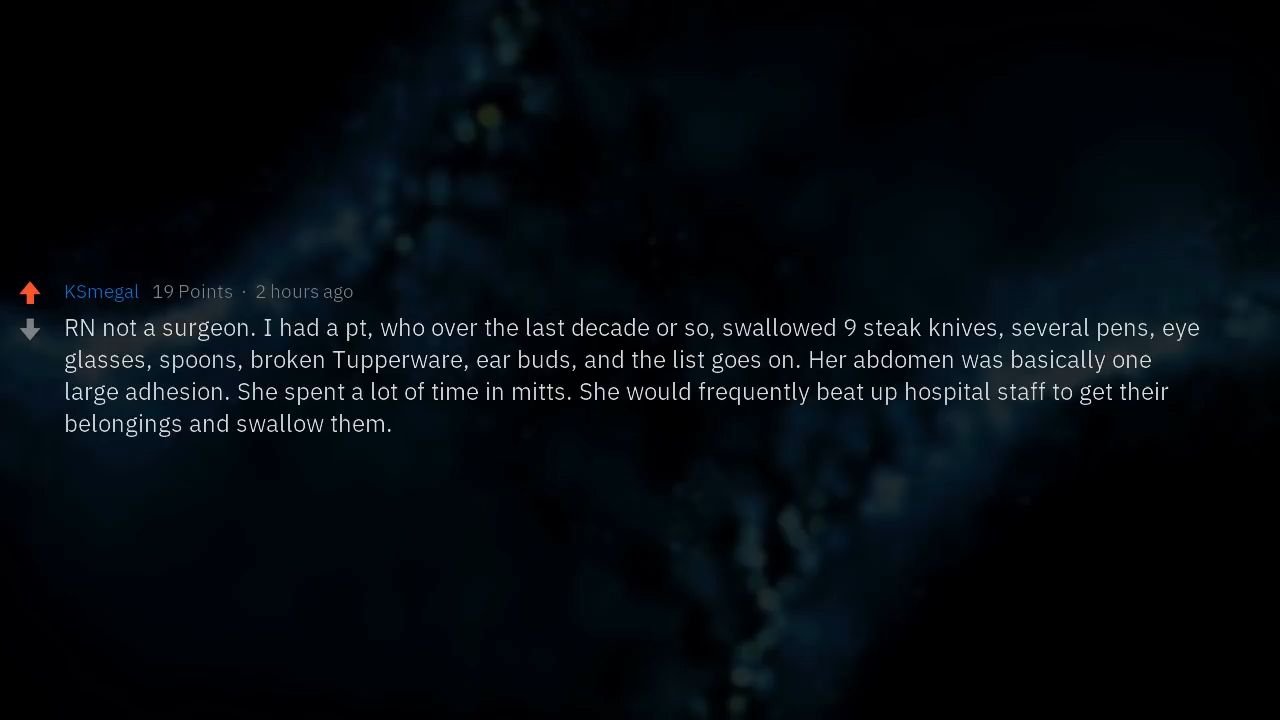 KSmegal 19 Points · 2 hours ago
RN not a surgeon. I had a pt, who over the last decade or so, swallowed 9 steak knives, several pens, eye
glasses, spoons, broken Tupperware, ear buds, and the list goes on. Her abdomen was basically one
large adhesion. She spent a lot of time in mitts. She would frequently beat up hospital staff to get their
belongings and swallow them.